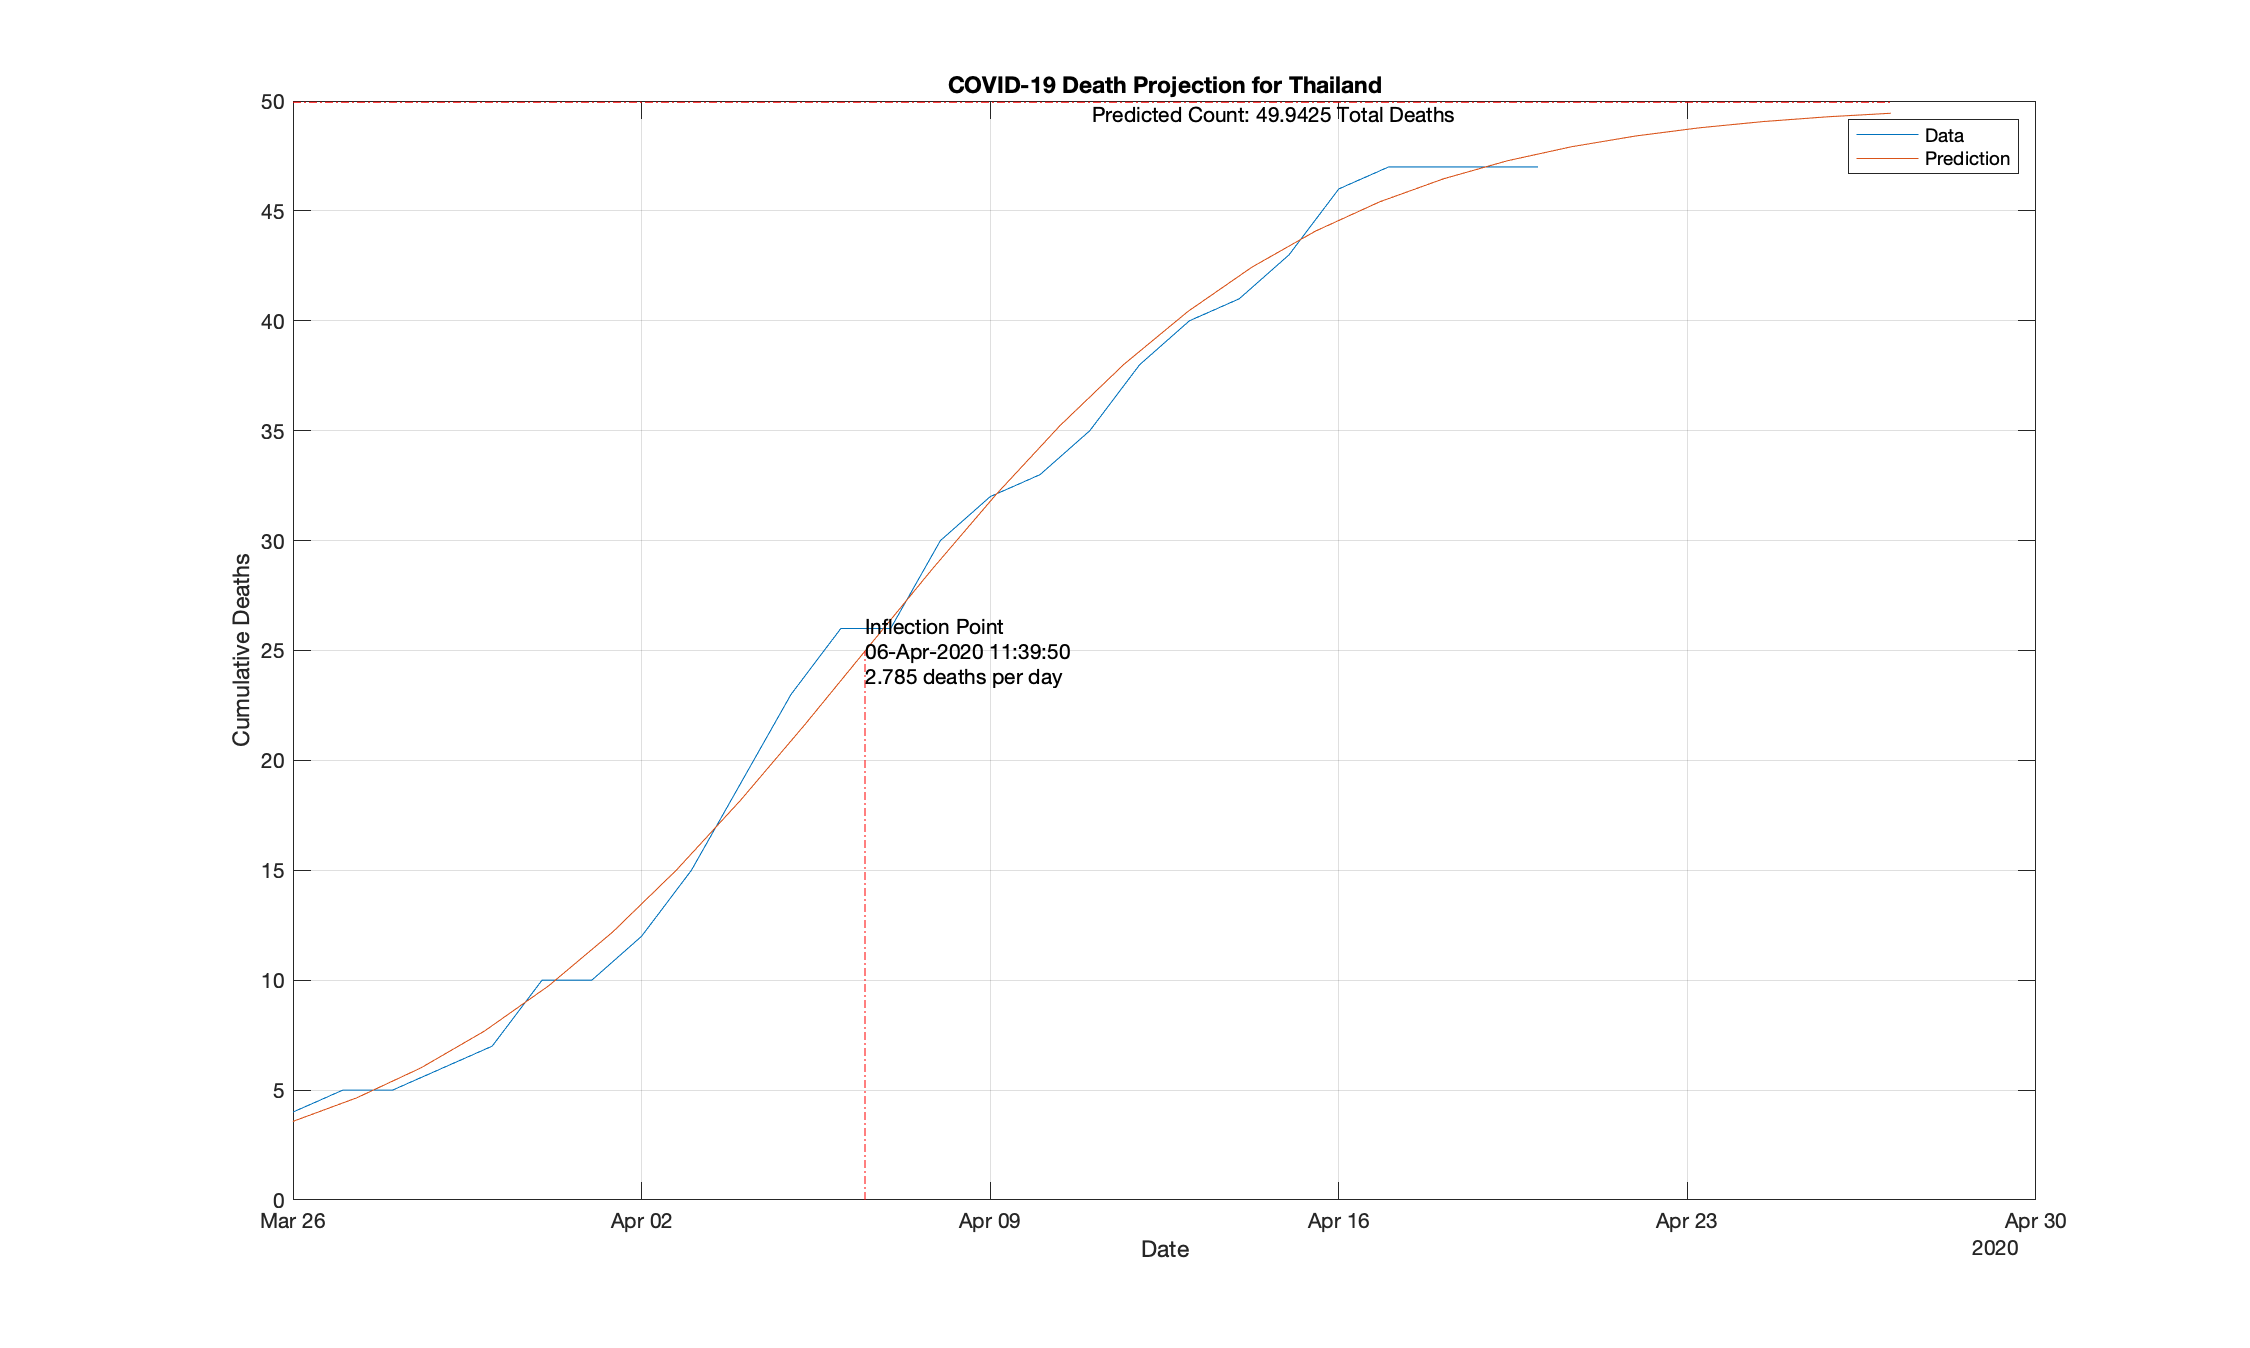 COVID-19 Death Projection for Thailand
Predicted Count: 49.9425 Total Deaths
Data
Prediction
50
45
40
35
30
25
20
15
10
5
0
Cumulative Deaths
Inflection Point
06-Apr-2020 11:39:50
2.785 deaths per day
Mar 26 Apr 02 Apr 09 Apr 16 Apr 23 Apr 30
Date
2020